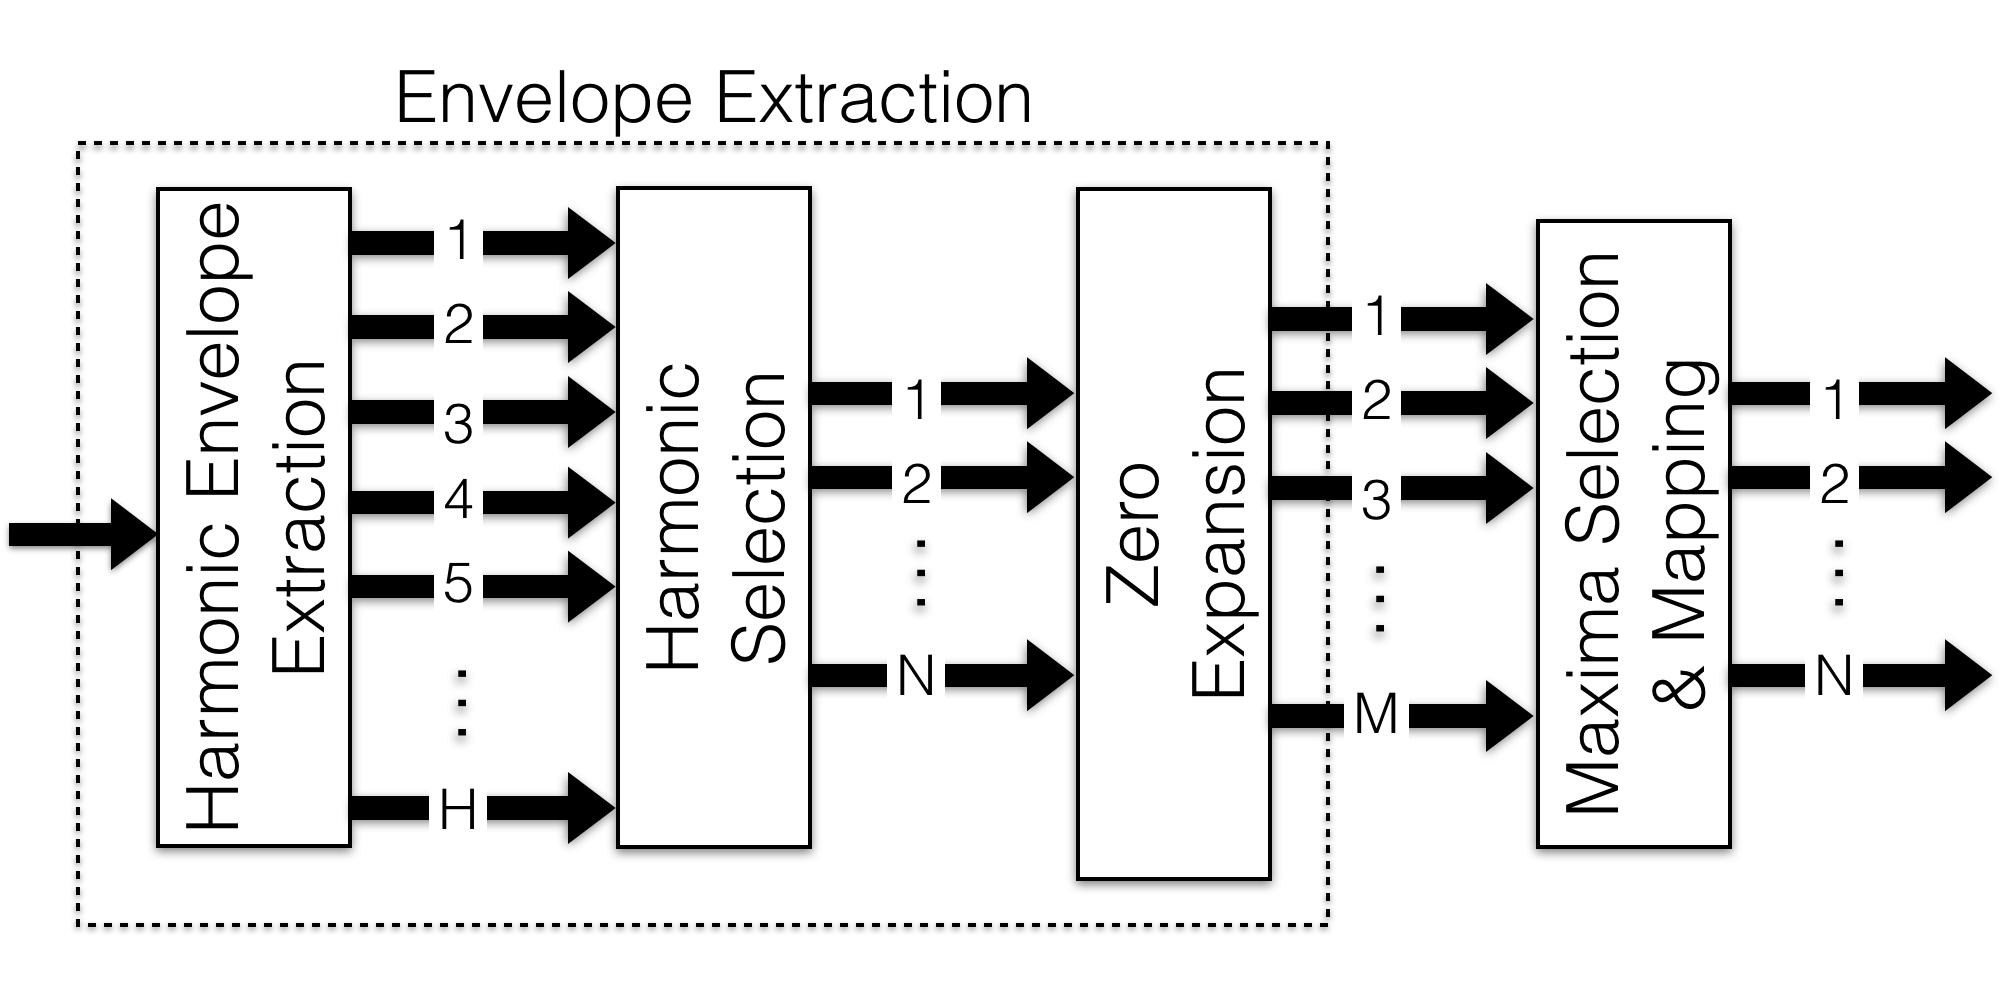 Envelope Extraction
Harmonic Envelope
Extraction
1
2
3
4
5
⋮
H
Harmonic
Selection
1
2
⋮
N
Zero
Expansion
1
2
3
⋮
M
Maxima Selection
& Mapping
1
2
⋮
N